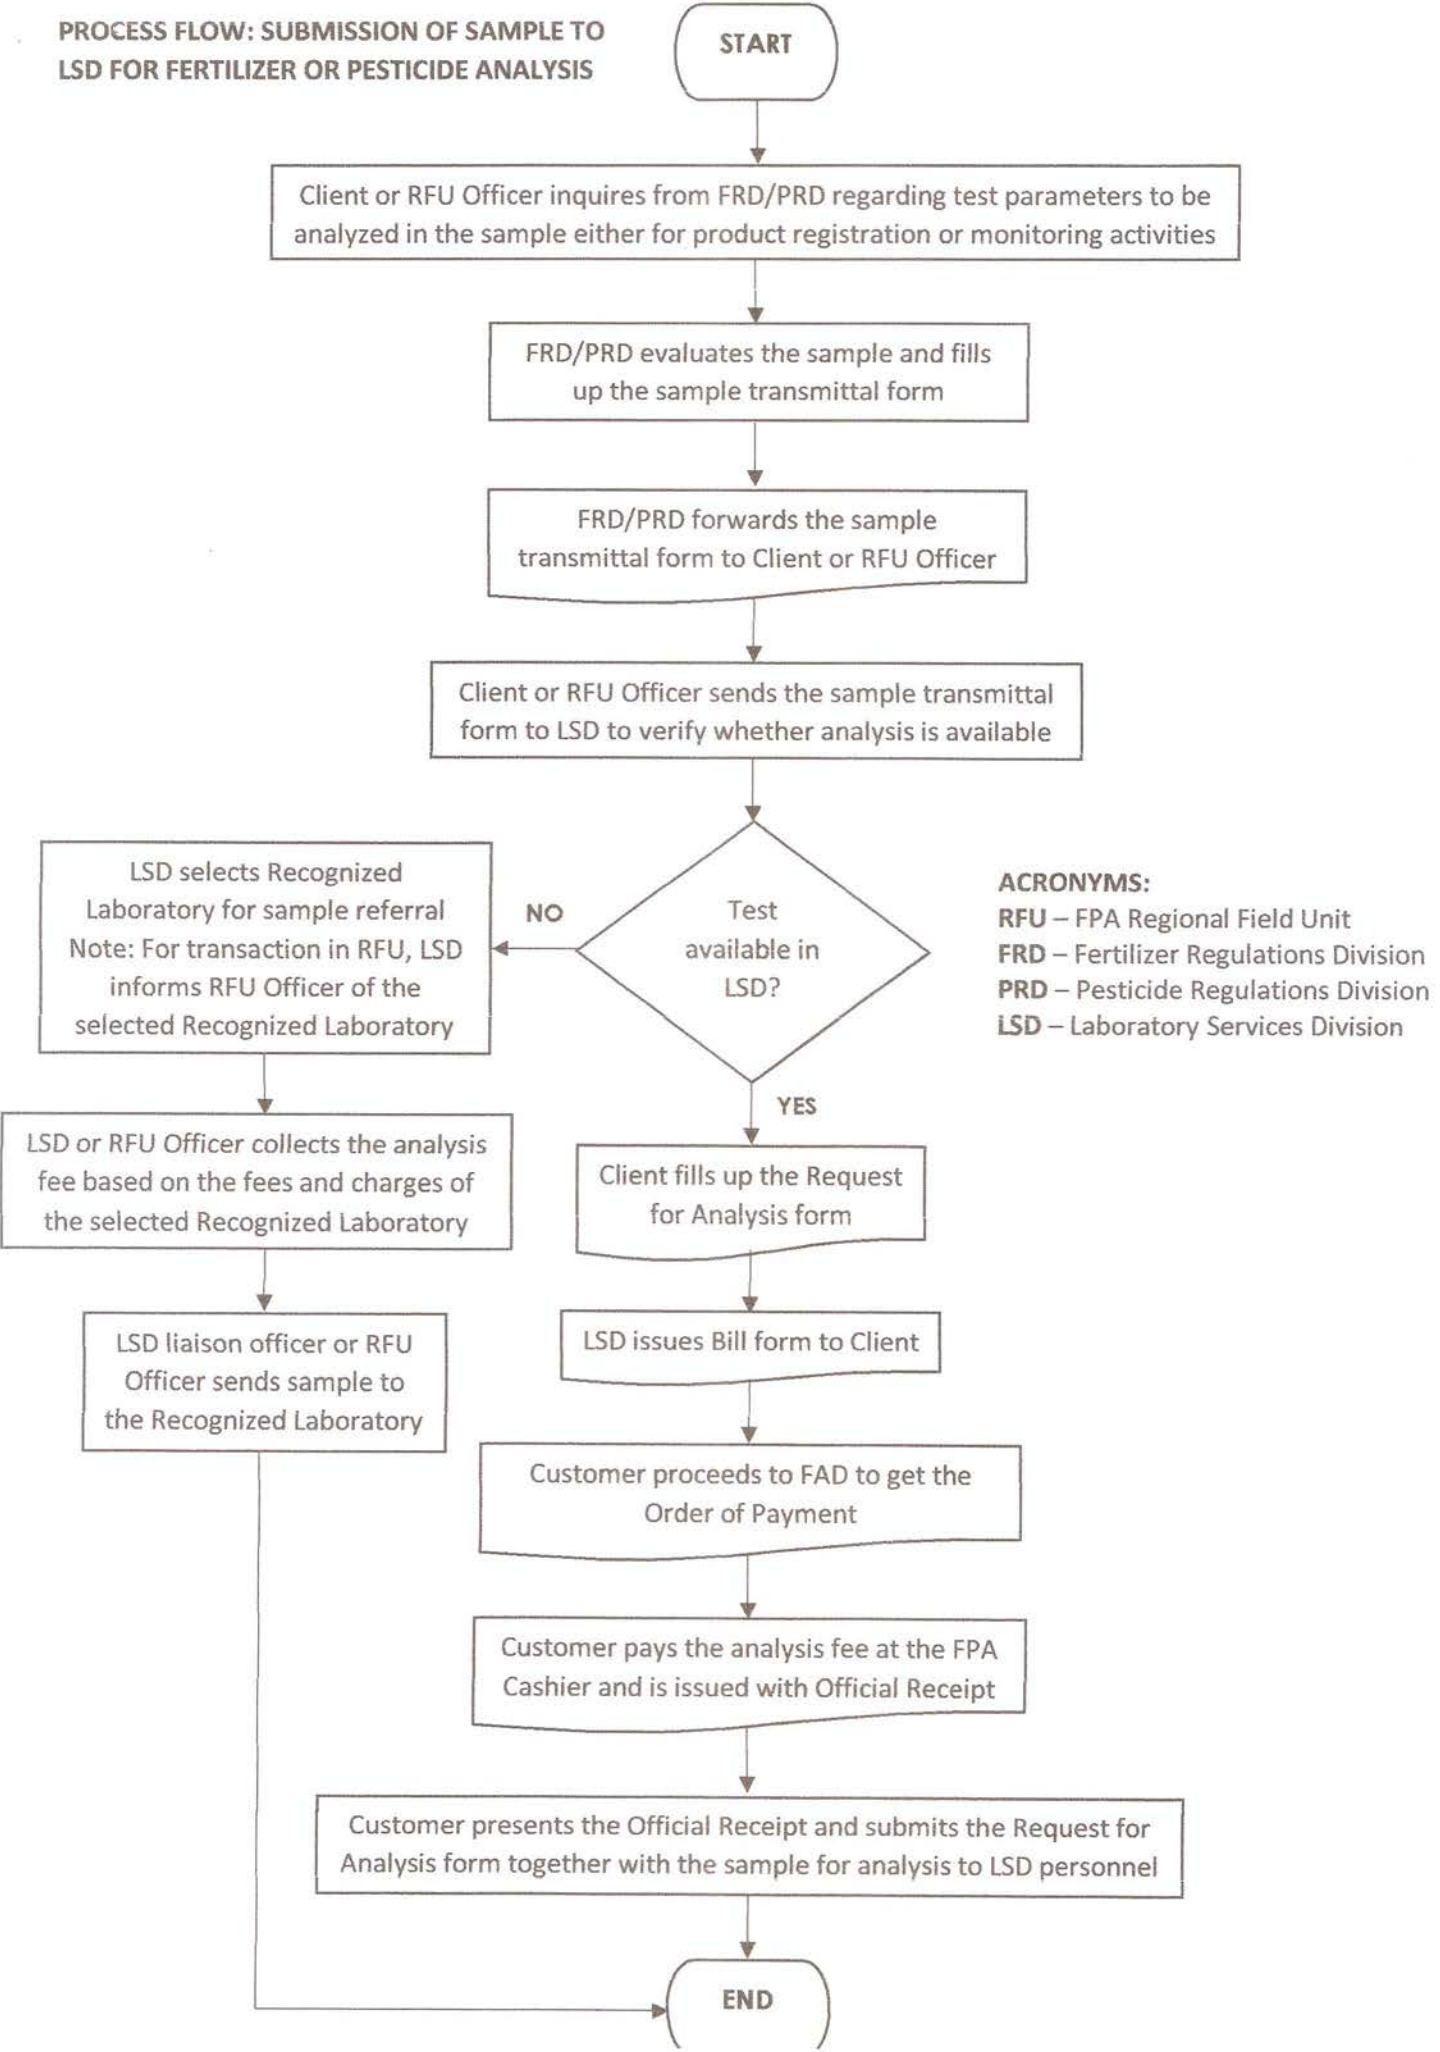 PROCESS FLOW: SUBMISSION OF SAMPLE TO
LSD FOR FERTILIZER OR PESTICIDE ANALYSIS
START
Client or RFU Officer inquires from FRD/PRD regarding test parameters to be
analyzed in the sample either for product registration or monitoring activities
FRD/PRD evaluates the sample and fills
up the sample transmittal form
FRD/PRD forwards the sample
transmittal form to Client or RFU Officer
Client or RFU Officer sends the sample transmittal
form to LSD to verify whether analysis is available
Test
available in
LSD?
NO
LSD selects Recognized
Laboratory for sample referral
Note: For transaction in RFU, LSD
informs RFU Officer of the
selected Recognized Laboratory
LSD or RFU Officer collects the analysis
fee based on the fees and charges of
the selected Recognized Laboratory
LSD liaison officer or RFU
Officer sends sample to
the Recognized Laboratory
ACRONYMS:
RFU – FPA Regional Field Unit
FRD – Fertilizer Regulations Division
PRD – Pesticide Regulations Division
LSD – Laboratory Services Division
YES
Client fills up the Request
for Analysis form
LSD issues Bill form to Client
Customer proceeds to FAD to get the
Order of Payment
Customer pays the analysis fee at the FPA
Cashier and is issued with Official Receipt
Customer presents the Official Receipt and submits the Request for
Analysis form together with the sample for analysis to LSD personnel
END